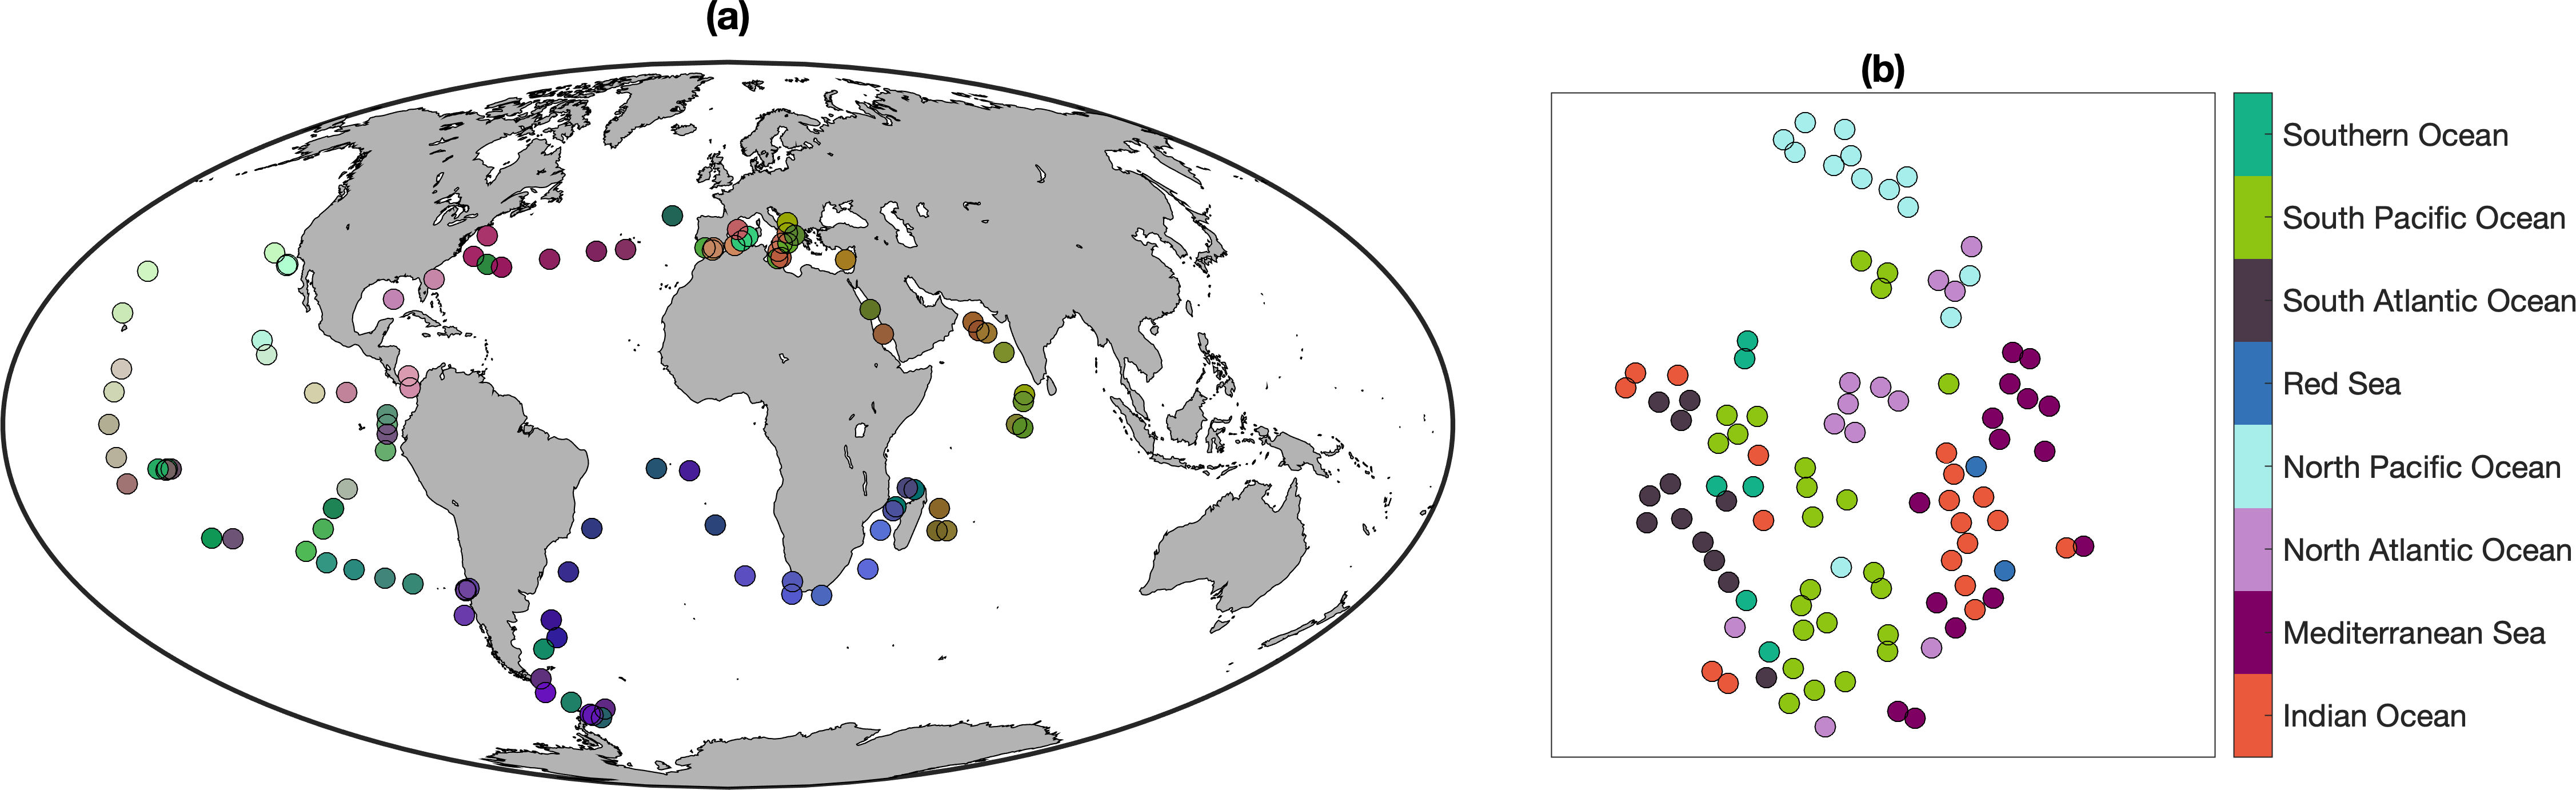 (a)
(b)
Southern Ocean
South Pacific Ocean
South Atlantic Ocean
Red Sea
North Pacific Ocean
North Atlantic Ocean
Mediterranean Sea
Indian Ocean